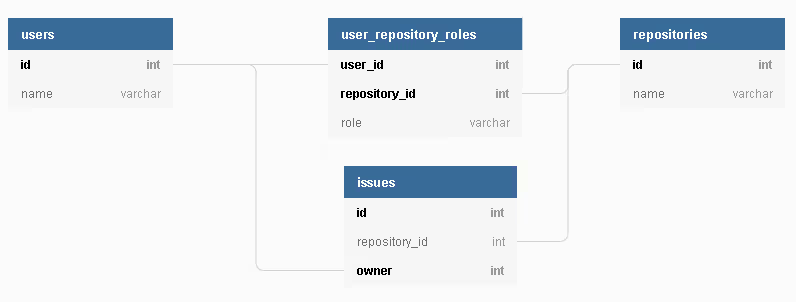 users
id int
name varchar
user_repository_roles
user_id int
repository_id int
role varchar
repositories
id int
name varchar
issues
id int
repository_id int
owner int